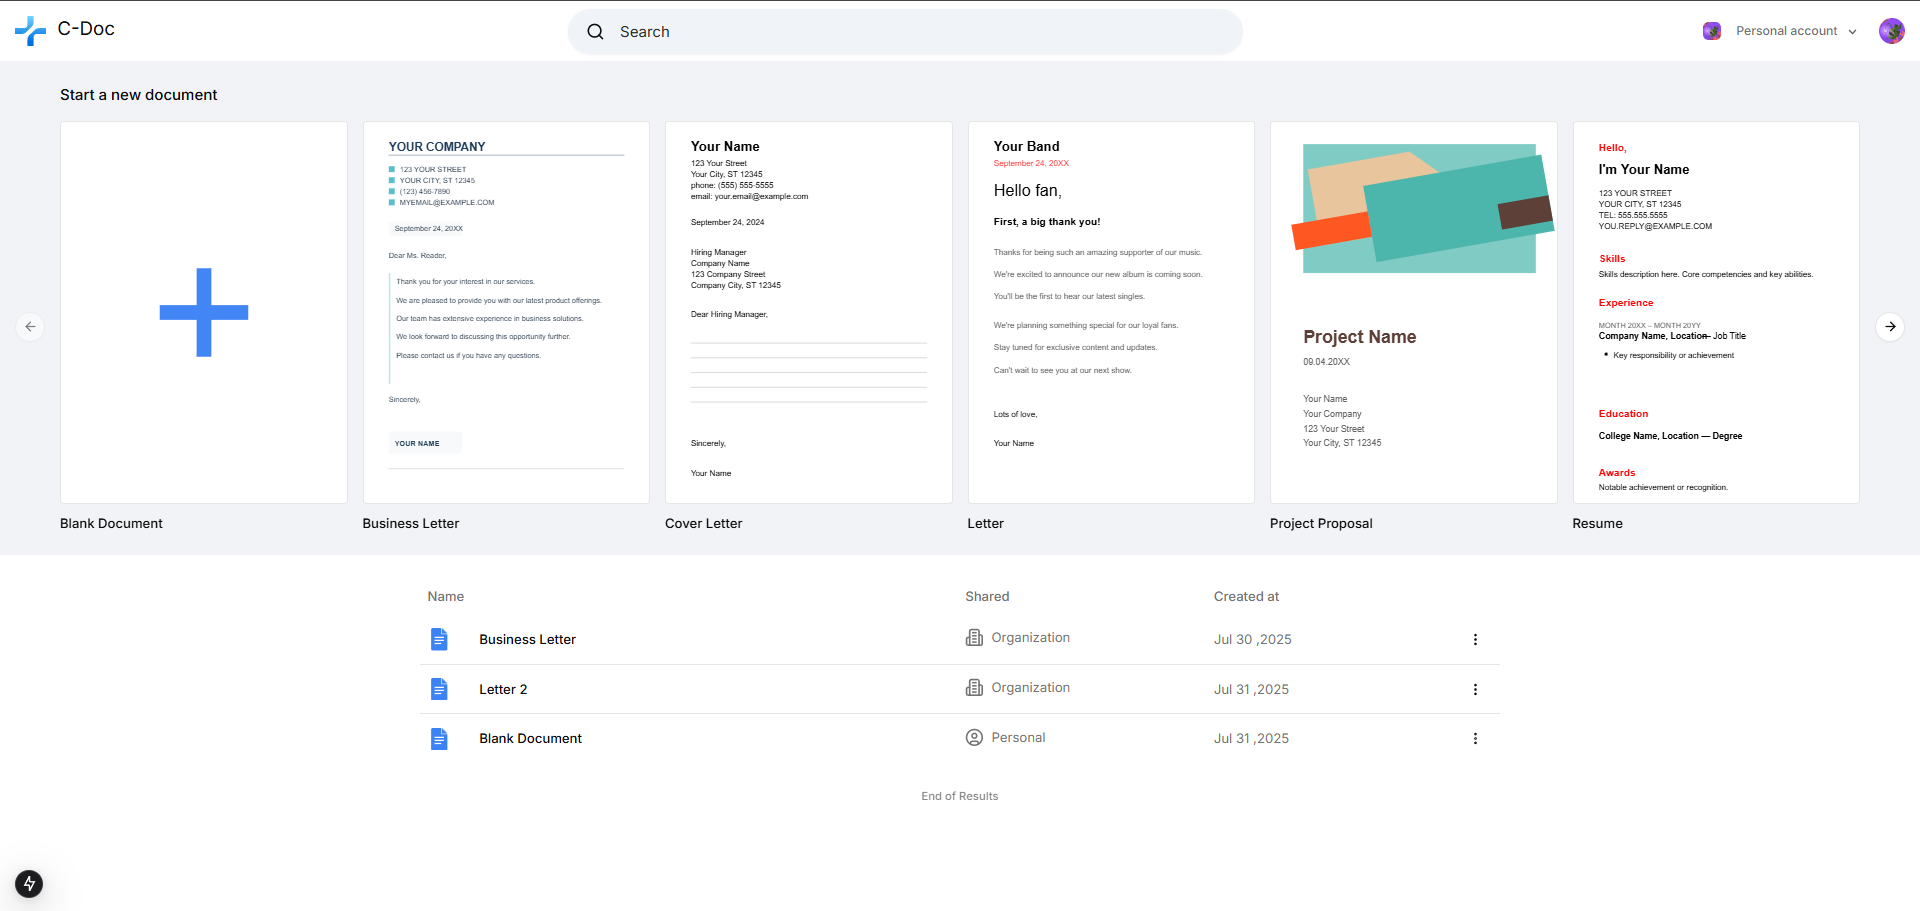 C-Doc
Search
Personal account
Start a new document
YOUR COMPANY
123 YOUR STREET
YOUR CITY, ST 12345
(123) 456-7890
MYEMAIL@EXAMPLE.COM
September 24, 20XX
Dear Ms. Reader,
Thank you for your interest in our services.
We are pleased to provide you with our latest product offerings.
Our team has extensive experience in business solutions.
We look forward to discussing this opportunity further.
Please contact us if you have any questions.
Sincerely,
YOUR NAME
Your Name
123 Your Street
Your City, ST 12345
phone: (555) 555-5555
email: your.email@example.com
September 24, 2024
Hiring Manager
Company Name
123 Company Street
Company City, ST 12345
Dear Hiring Manager,
Sincerely,
Your Name
Your Band
September 24, 20XX
Hello fan,
First, a big thank you!
Thanks for being such an amazing supporter of our music.
We're excited to announce our new album is coming soon.
You'll be the first to hear our latest singles.
We're planning something special for our loyal fans.
Stay tuned for exclusive content and updates.
Can't wait to see you at our next show.
Lots of love,
Your Name
Project Name
09.04.20XX
Your Name
Your Company
123 Your Street
Your City, ST 12345
Hello,
I'm Your Name
123 YOUR STREET
YOUR CITY, ST 12345
TEL: 555.555.5555
YOU.REPLY@EXAMPLE.COM
Skills
Skills description here. Core competencies and key abilities.
Experience
MONTH 20XX – MONTH 20YY
Company Name, Location— Job Title
• Key responsibility or achievement
Education
College Name, Location — Degree
Awards
Notable achievement or recognition.
Blank Document
Business Letter
Cover Letter
Letter
Project Proposal
Resume
Name Shared Created at
Business Letter Organization Jul 30 ,2025
Letter 2 Organization Jul 31 ,2025
Blank Document Personal Jul 31 ,2025
End of Results